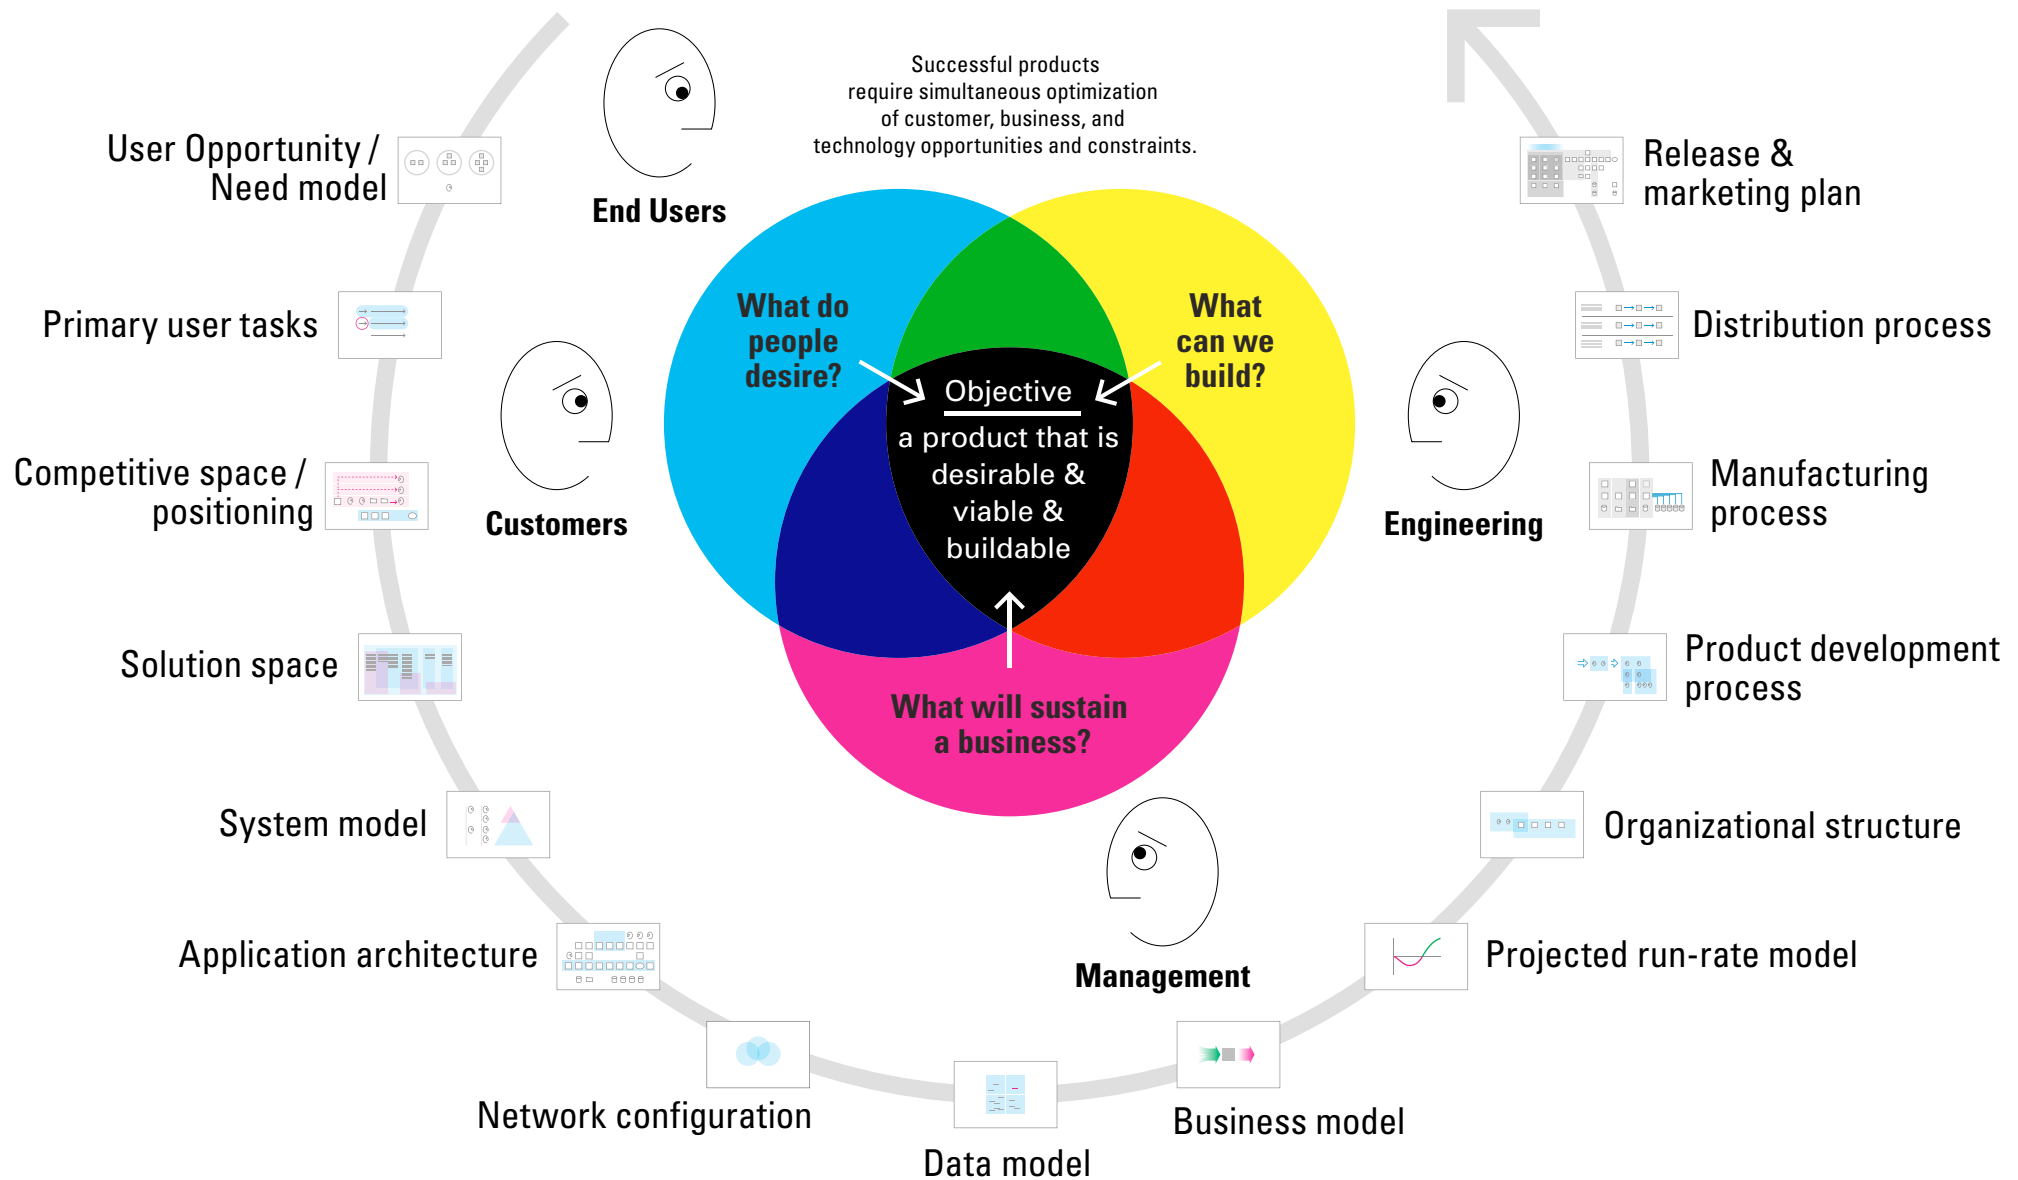 Successful products
require simultaneous optimization
of customer, business, and
technology opportunities and constraints.
End Users
Customers
Engineering
Management
What do
people
desire?
What
can we
build?
What will sustain
a business?
Objective
a product that is
desirable &
viable &
buildable
User Opportunity /
Need model
Primary user tasks
Competitive space /
positioning
Solution space
System model
Application architecture
Network configuration
Data model
Business model
Projected run-rate model
Organizational structure
Product development
process
Manufacturing
process
Distribution process
Release &
marketing plan